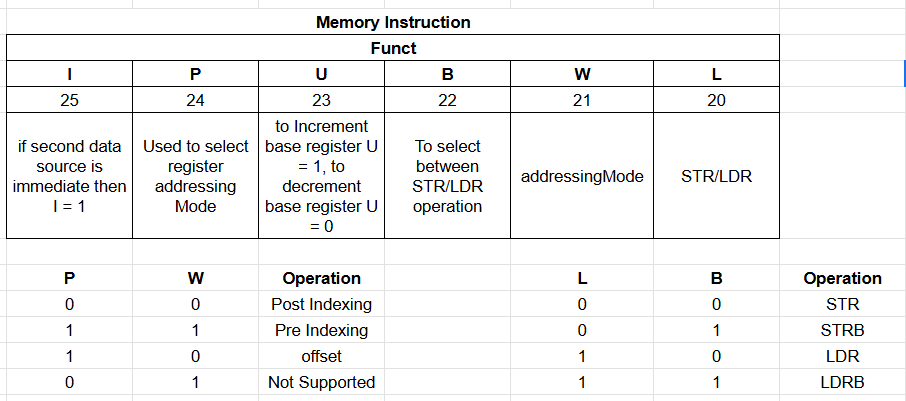 Memory Instruction
Funct
I P U B W L
25 24 23 22 21 20
if second data source is immediate then I = 1
Used to select register addressing Mode
to Increment base register U = 1, to decrement base register U = 0
To select between STR/LDR operation
addressingMode
STR/LDR
P W Operation L B Operation
0 0 Post Indexing 0 0 STR
1 1 Pre Indexing 0 1 STRB
1 0 offset 1 0 LDR
0 1 Not Supported 1 1 LDRB